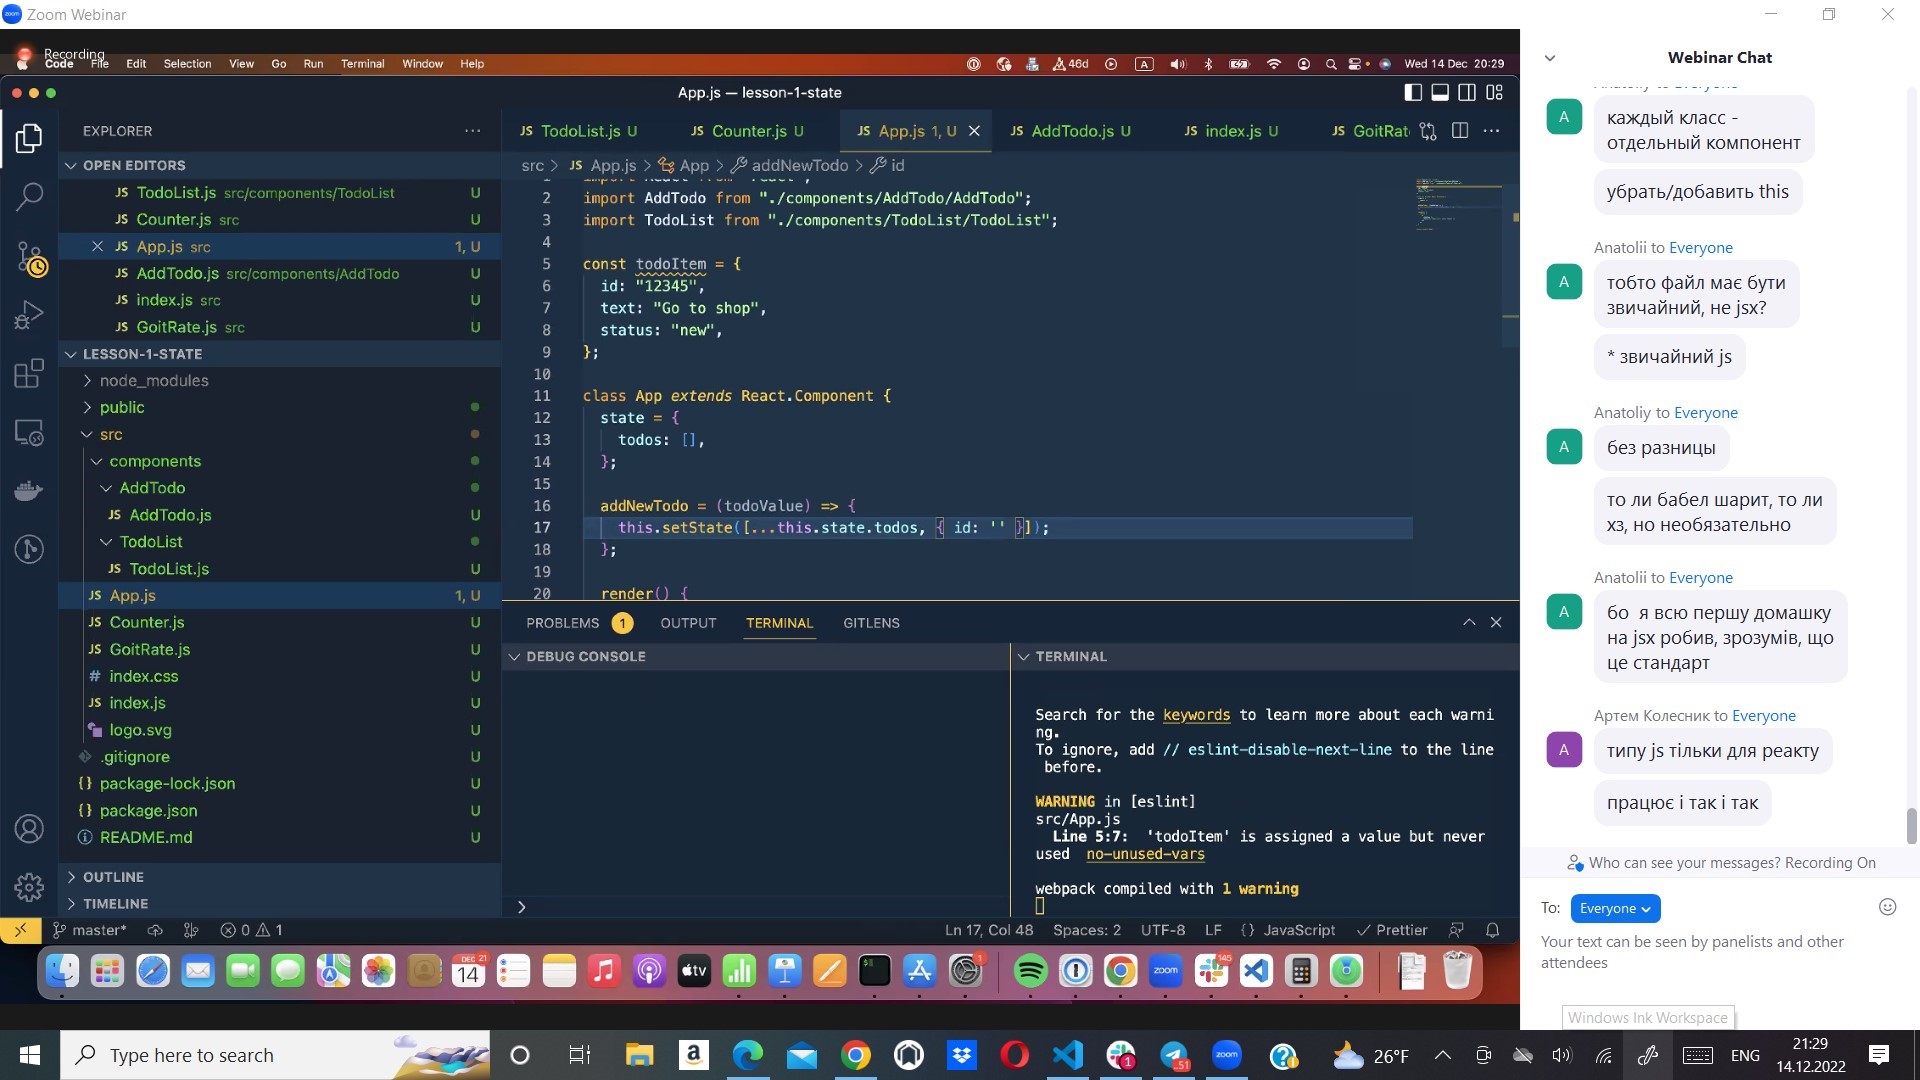 Zoom Webinar
Recording
Code File Edit Selection View Go Run Terminal Window Help
46d A Wed 14 Dec 20:29
App.js — lesson-1-state
EXPLORER
OPEN EDITORS
JS TodoList.js src/components/TodoList U
JS Counter.js src U
JS App.js src 1, U
JS AddTodo.js src/components/AddTodo U
JS index.js src U
JS GoitRate.js src U
LESSON-1-STATE
node_modules
public
src
components
AddTodo
JS AddTodo.js U
TodoList
JS TodoList.js U
JS App.js 1, U
JS Counter.js U
JS GoitRate.js U
# index.css U
JS index.js U
logo.svg U
.gitignore U
{} package-lock.json U
{} package.json U
README.md U
OUTLINE
TIMELINE
JS TodoList.js U JS Counter.js U JS App.js 1, U JS AddTodo.js U JS index.js U JS GoitRat
src > JS App.js > App > addNewTodo > id
1 import React from "react";
2 import AddTodo from "./components/AddTodo/AddTodo";
3 import TodoList from "./components/TodoList/TodoList";
4
5 const todoItem = {
6 id: "12345",
7 text: "Go to shop",
8 status: "new",
9 };
10
11 class App extends React.Component {
12 state = {
13 todos: [],
14 };
15
16 addNewTodo = (todoValue) => {
17 this.setState([...this.state.todos, { id: '' }]);
18 };
19
20 render() {
PROBLEMS 1 OUTPUT TERMINAL GITLENS
DEBUG CONSOLE
TERMINAL
Search for the keywords to learn more about each warni
ng.
To ignore, add // eslint-disable-next-line to the line
before.
WARNING in [eslint]
src/App.js
Line 5:7: 'todoItem' is assigned a value but never
used no-unused-vars
webpack compiled with 1 warning
master* 0 1 Ln 17, Col 48 Spaces: 2 UTF-8 LF {} JavaScript Prettier
DEC 21 14 tv 1 zoom 145
Webinar Chat
A
каждый класс -
отдельный компонент
убрать/добавить this
Anatolii to Everyone
A
тобто файл має бути
звичайний, не jsx?
* звичайний js
Anatoliy to Everyone
A
без разницы
то ли бабел шарит, то ли
хз, но необязательно
Anatolii to Everyone
A
бо я всю першу домашку
на jsx робив, зрозумів, що
це стандарт
Артем Колесник to Everyone
A
типу js тільки для реакту
працює і так і так
Who can see your messages? Recording On
To: Everyone
Your text can be seen by panelists and other
attendees
Windows Ink Workspace
Type here to search
a 1 51 zoom 26°F ENG
21:29
14.12.2022